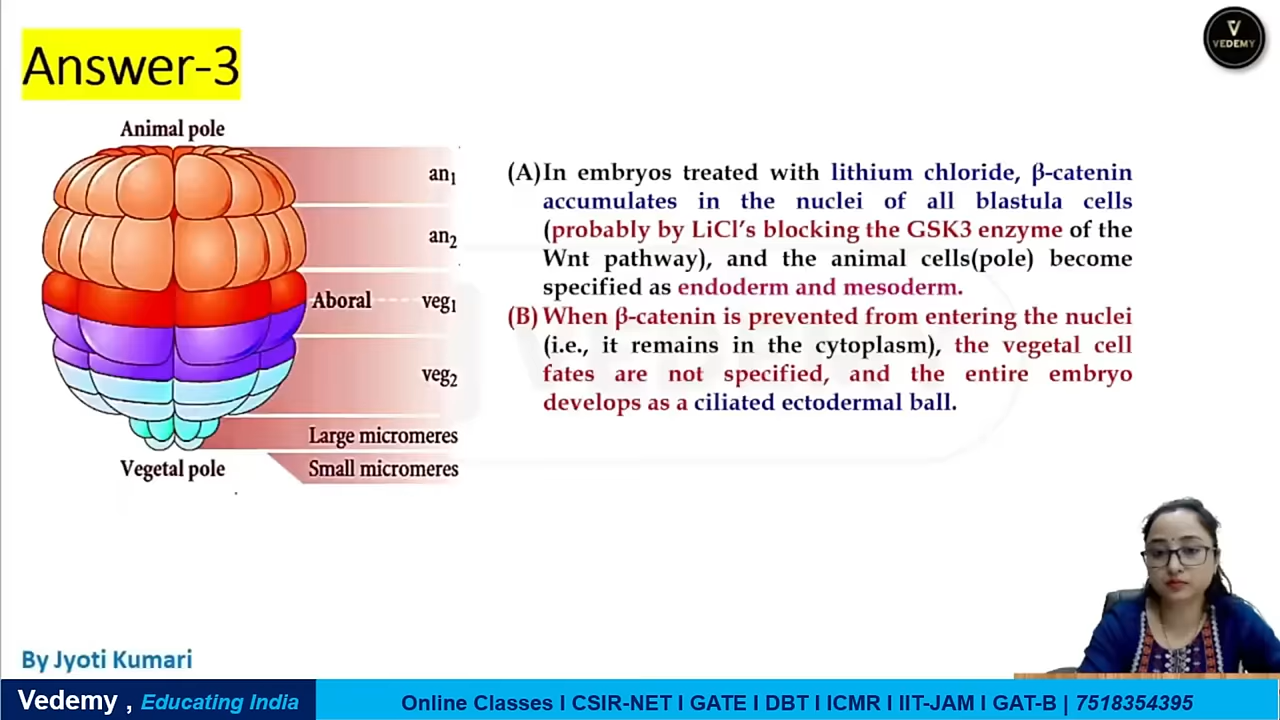 Answer-3
V
VEDEMY
Animal pole
an1
an2
Aboral
veg1
veg2
Large micromeres
Vegetal pole
Small micromeres
(A)In embryos treated with lithium chloride, β-catenin
accumulates in the nuclei of all blastula cells
(probably by LiCl’s blocking the GSK3 enzyme of the
Wnt pathway), and the animal cells(pole) become
specified as endoderm and mesoderm.
(B) When β-catenin is prevented from entering the nuclei
(i.e., it remains in the cytoplasm), the vegetal cell
fates are not specified, and the entire embryo
develops as a ciliated ectodermal ball.
By Jyoti Kumari
Vedemy , Educating India
Online Classes I CSIR-NET I GATE I DBT I ICMR I IIT-JAM I GAT-B | 7518354395